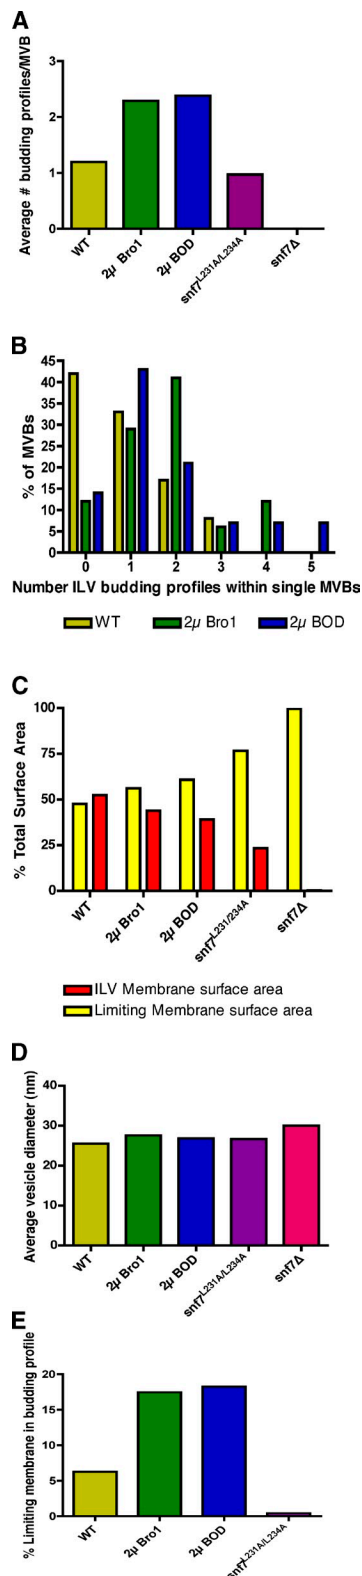 A
Average # budding profiles/MVB
3
2
1
0
WT
2μ Bro1
2μ BOD
snf7L231A/L234A
snf7Δ
B
% of MVBs
45
40
35
30
25
20
15
10
5
0
0 1 2 3 4 5
Number ILV budding profiles within single MVBs
WT 2μ Bro1 2μ BOD
C
% Total Surface Area
100
75
50
25
0
WT
2μ Bro1
2μ BOD
snf7L231/234A
snf7Δ
ILV Membrane surface area
Limiting Membrane surface area
D
Average vesicle diameter (nm)
40
30
20
10
0
WT
2μ Bro1
2μ BOD
snf7L231A/L234A
snf7Δ
E
% Limiting membrane in budding profile
20
15
10
5
0
WT
2μ Bro1
2μ BOD
snf7L231A/L234A